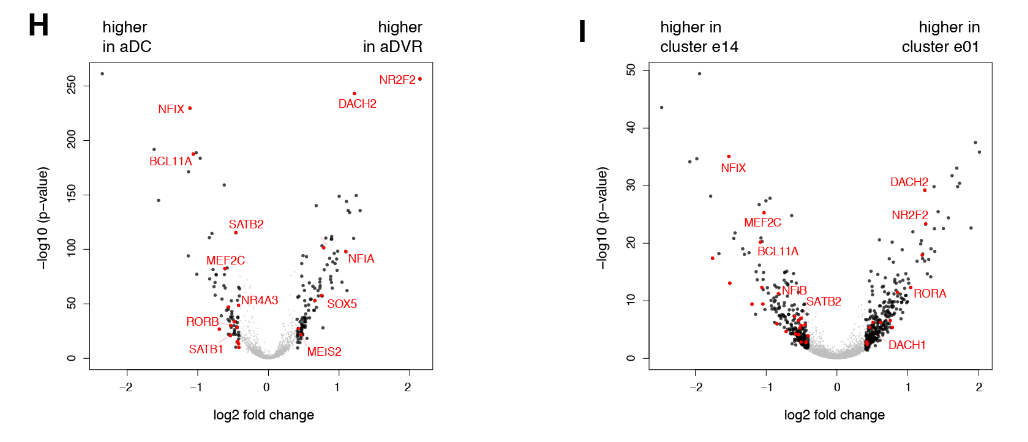 H
higher
in aDC
higher
in aDVR
−log10 (p−value)
250
200
150
100
50
0
NR2F2
DACH2
NFIX
BCL11A
SATB2
MEF2C
NFIA
NR4A3
SOX5
RORB
SATB1
MEIS2
−2
−1
0
1
2
log2 fold change
I
higher in
cluster e14
higher in
cluster e01
−log10 (p−value)
50
40
30
20
10
0
NFIX
DACH2
MEF2C
NR2F2
BCL11A
NFIB
RORA
SATB2
DACH1
−2
−1
0
1
2
log2 fold change